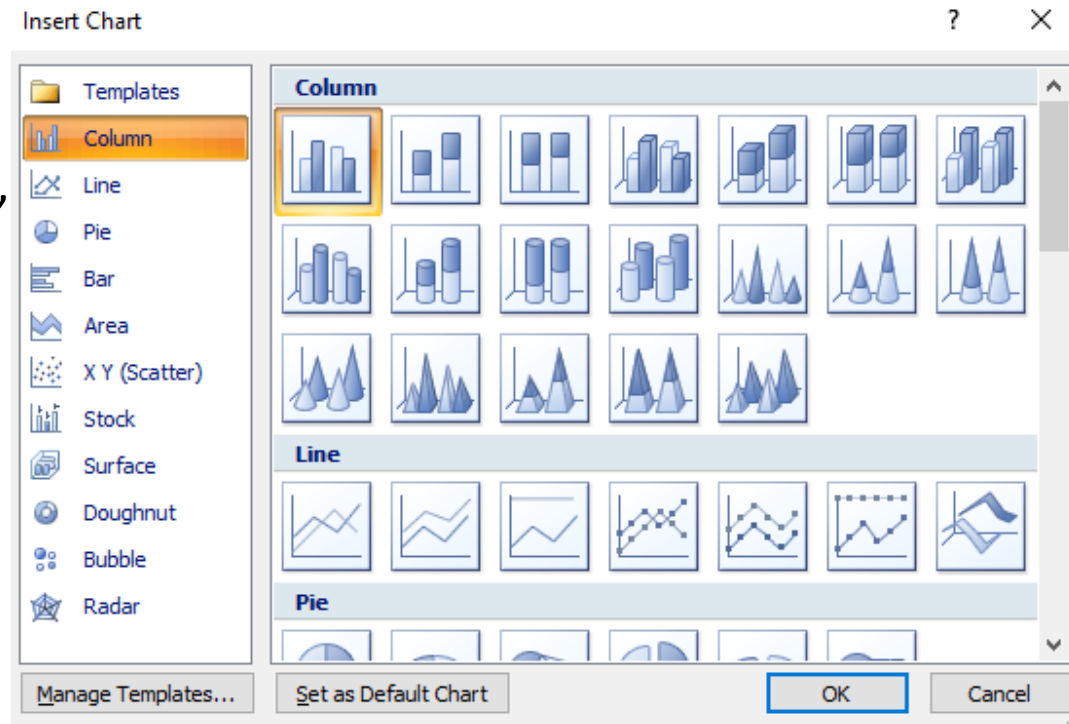 Insert Chart ? ×
Templates
Column
Line
Pie
Bar
Area
X Y (Scatter)
Stock
Surface
Doughnut
Bubble
Radar
Column
Line
Pie
Manage Templates...
Set as Default Chart
OK
Cancel